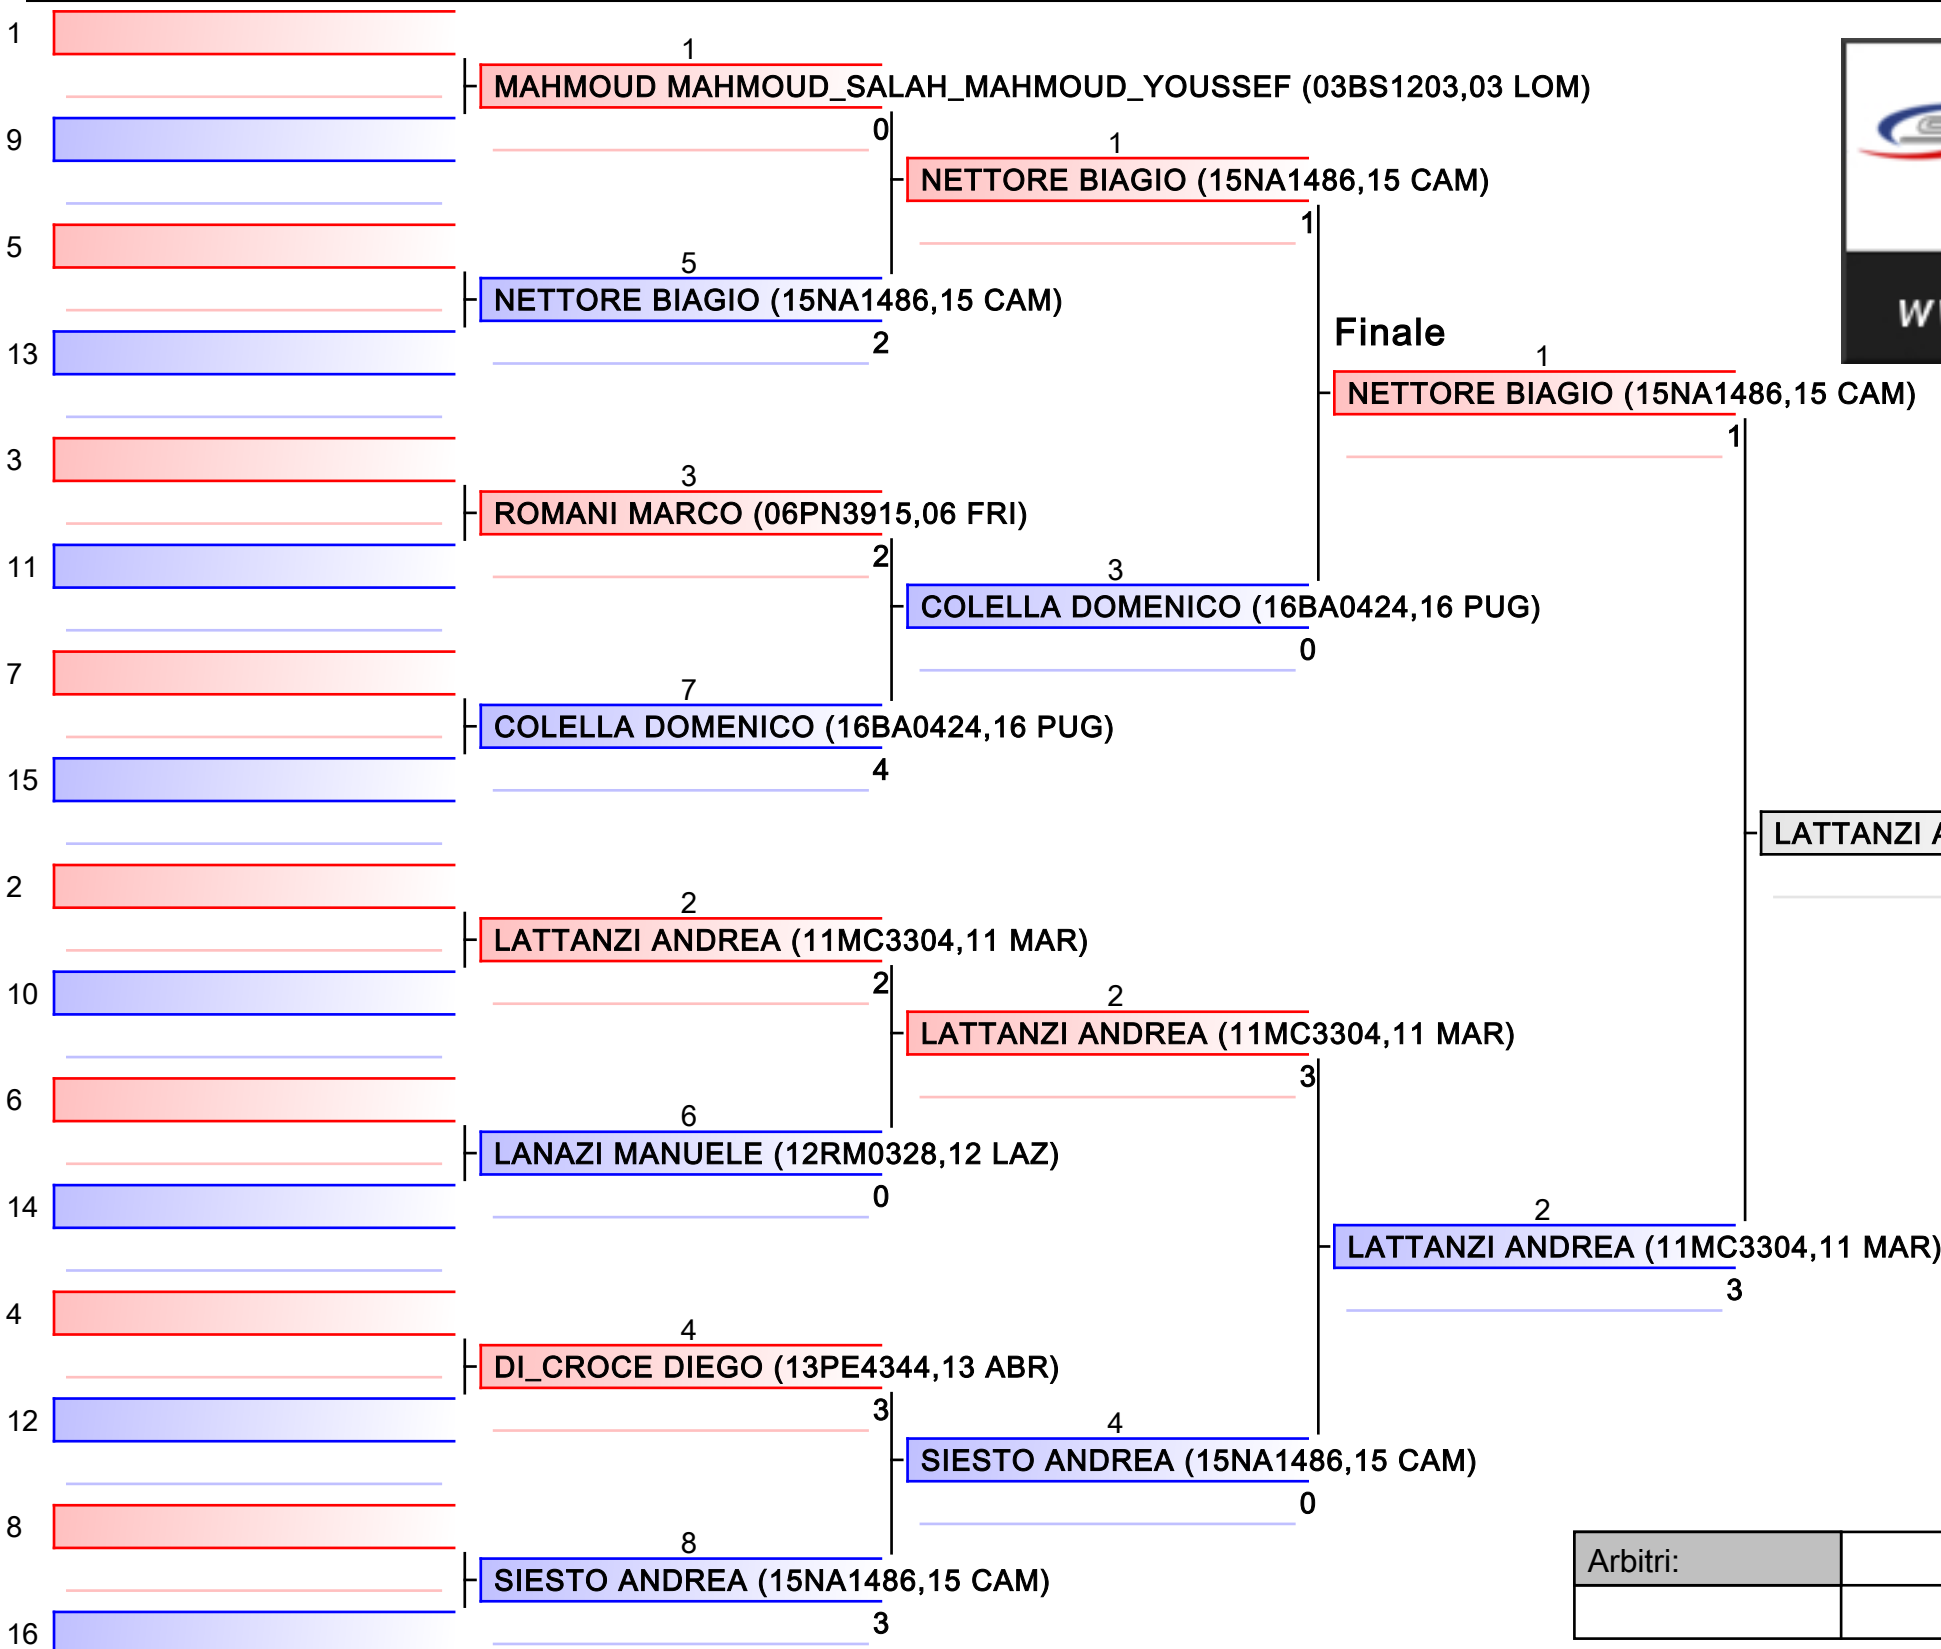 1
1
MAHMOUD MAHMOUD_SALAH_MAHMOUD_YOUSSEF (03BS1203,03 LOM)
0
9
1
NETTORE BIAGIO (15NA1486,15 CAM)
1
5
5
NETTORE BIAGIO (15NA1486,15 CAM)
2
13
Finale
1
NETTORE BIAGIO (15NA1486,15 CAM)
1
3
3
ROMANI MARCO (06PN3915,06 FRI)
2
11
3
COLELLA DOMENICO (16BA0424,16 PUG)
0
7
7
COLELLA DOMENICO (16BA0424,16 PUG)
4
15
LATTANZI
2
2
LATTANZI ANDREA (11MC3304,11 MAR)
2
10
2
LATTANZI ANDREA (11MC3304,11 MAR)
3
6
6
LANAZI MANUELE (12RM0328,12 LAZ)
0
14
2
LATTANZI ANDREA (11MC3304,11 MAR)
3
4
4
DI_CROCE DIEGO (13PE4344,13 ABR)
3
12
4
SIESTO ANDREA (15NA1486,15 CAM)
0
8
8
SIESTO ANDREA (15NA1486,15 CAM)
3
16
Arbitri: